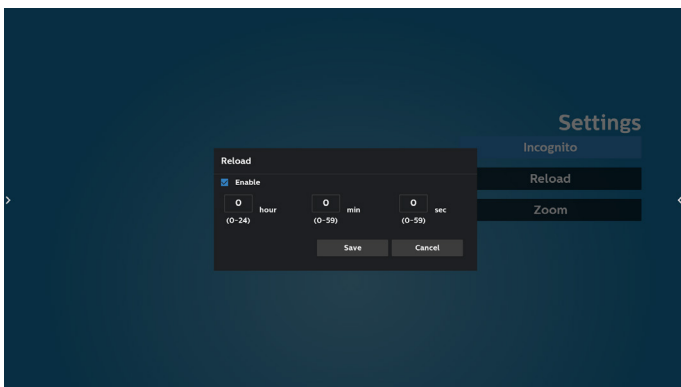 Settings
Incognito
Reload
Zoom
Reload
Enable
0 hour 0 min 0 sec
(0~24) (0~59) (0~59)
Save Cancel